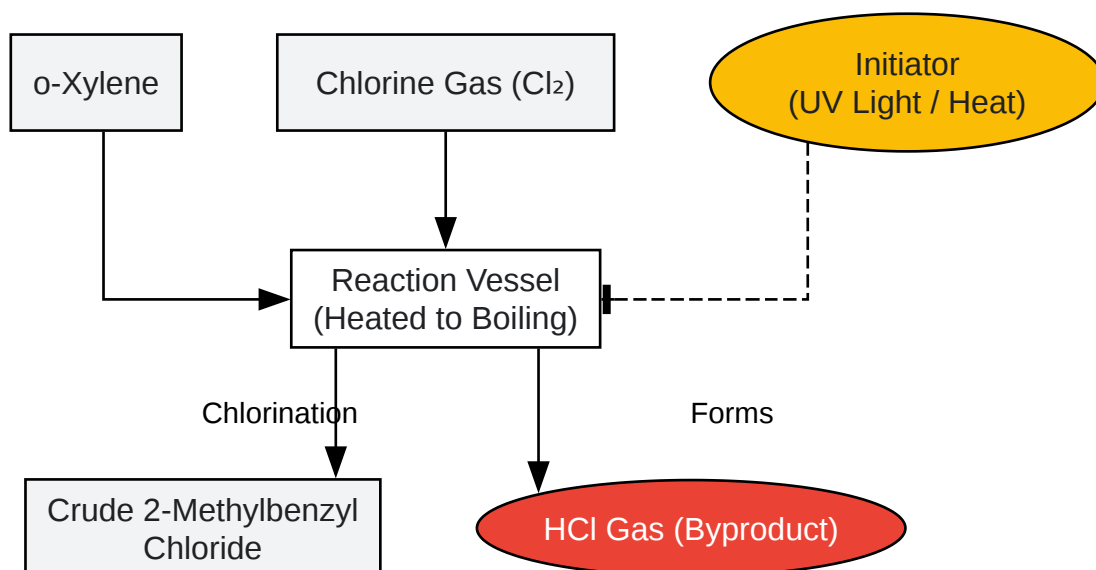 o-Xylene
Chlorine Gas (Cl₂)
Initiator
(UV Light / Heat)
Reaction Vessel
(Heated to Boiling)
Chlorination
Forms
Crude 2-Methylbenzyl
Chloride
HCl Gas (Byproduct)